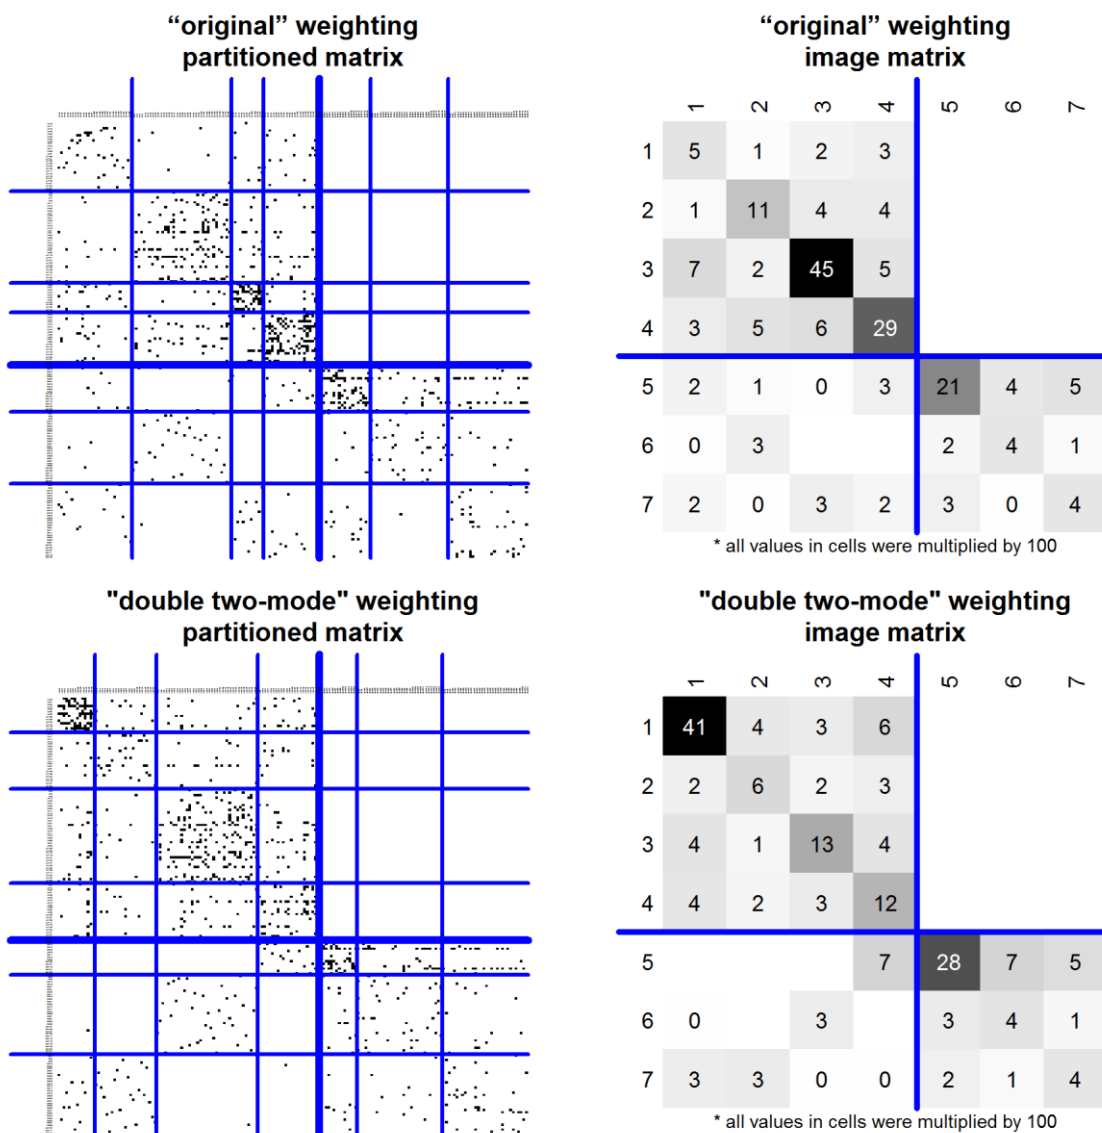 “original” weighting
partitioned matrix
“original” weighting
image matrix
1 2 3 4 5 6 7
1 5 1 2 3
2 1 11 4 4
3 7 2 45 5
4 3 5 6 29
5 2 1 0 3 21 4 5
6 0 3 2 4 1
7 2 0 3 2 3 0 4
* all values in cells were multiplied by 100
"double two-mode" weighting
partitioned matrix
"double two-mode" weighting
image matrix
1 2 3 4 5 6 7
1 41 4 3 6
2 2 6 2 3
3 4 1 13 4
4 4 2 3 12
5 7 28 7 5
6 0 3 3 4 1
7 3 3 0 0 2 1 4
* all values in cells were multiplied by 100